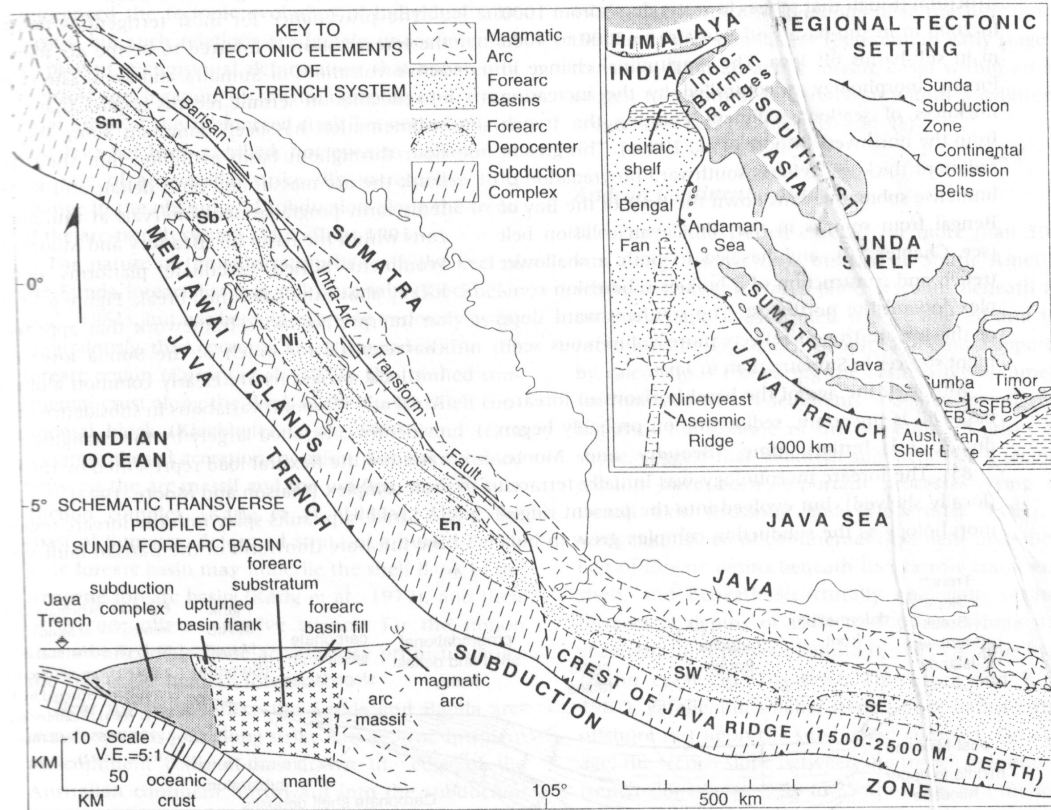 KEY TO
TECTONIC ELEMENTS
OF
ARC-TRENCH SYSTEM
Magmatic
Arc
Forearc
Basins
Forearc
Depocenter
Subduction
Complex
REGIONAL TECTONIC
SETTING
HIMALAYA
INDIA
Indo-
Burman
Ranges
SOUTHEAST
ASIA
Sunda
Subduction
Zone
Continental
Collission
Belts
deltaic
shelf
Bengal
Fan
Andaman
Sea
SUNDA
SHELF
SUMATRA
JAVA
TRENCH
Java
Sumba
Timor
SFB
Ninetyeast
Aseismic
Ridge
1000 km
Shelf Edge
Sm
Barisan
Sb
Ni
En
Intra-Arc
Transform
Fault
SUMATRA
MENTAWAI ISLANDS
JAVA
TRENCH
0°
5°
INDIAN
OCEAN
JAVA SEA
JAVA
SW
SE
CREST OF
JAVA RIDGE (1500-2500 M. DEPTH)
SUBDUCTION
ZONE
105°
500 km
SCHEMATIC TRANSVERSE
PROFILE OF
SUNDA FOREARC BASIN
Java
Trench
subduction
complex
upturned
basin flank
forearc
substratum
forearc
basin fill
magmatic
arc
arc
massif
10 Scale
V.E.=5:1
KM
50
KM
oceanic
crust
mantle